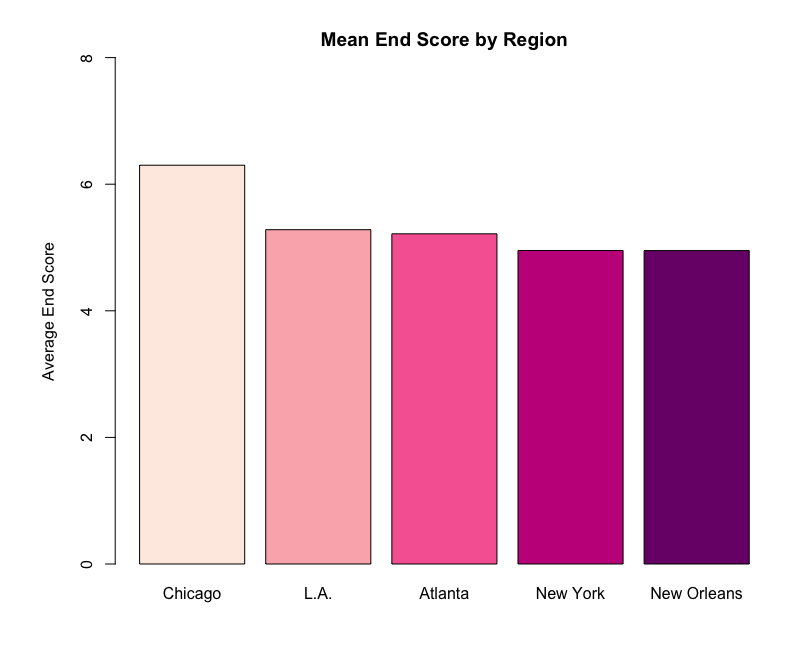 Mean End Score by Region
8
6
4
2
0
Average End Score
Chicago
L.A.
Atlanta
New York
New Orleans